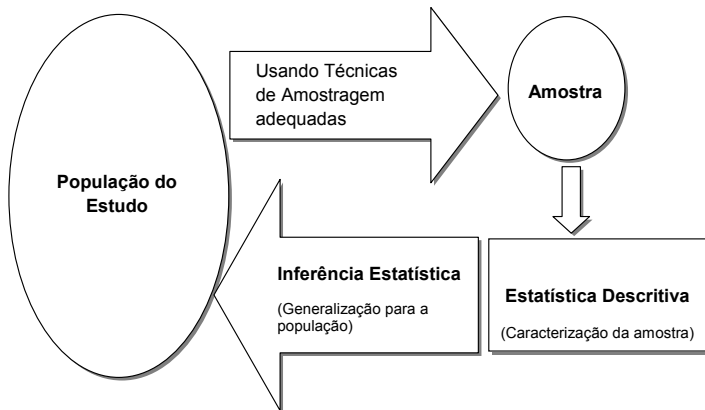 Usando Técnicas
de Amostragem
adequadas
Amostra
População do
Estudo
Inferência Estatística
(Generalização para a
população)
Estatística Descritiva
(Caracterização da amostra)